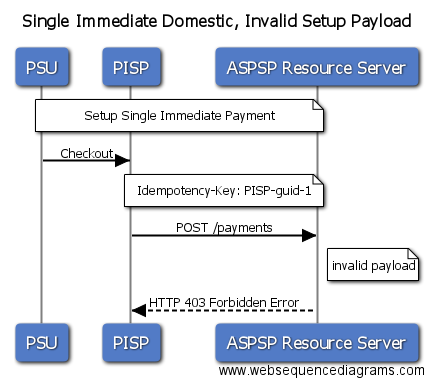 Single Immediate Domestic, Invalid Setup Payload
PSU
PISP
ASPSP Resource Server
Setup Single Immediate Payment
Checkout
Idempotency-Key: PISP-guid-1
POST /payments
invalid payload
HTTP 403 Forbidden Error
PSU
PISP
ASPSP Resource Server
www.websequencediagrams.com